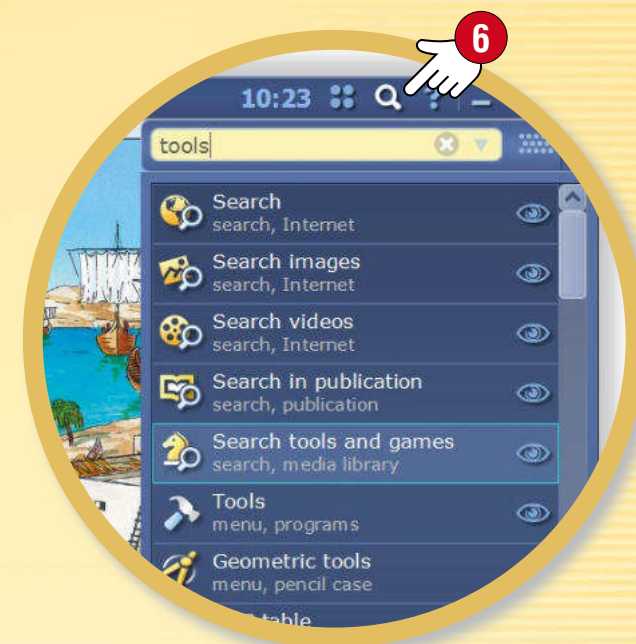 6
10:23 ? –
tools
Search
search, Internet
Search images
search, Internet
Search videos
search, Internet
Search in publication
search, publication
Search tools and games
search, media library
Tools
menu, programs
Geometric tools
menu, pencil case
table